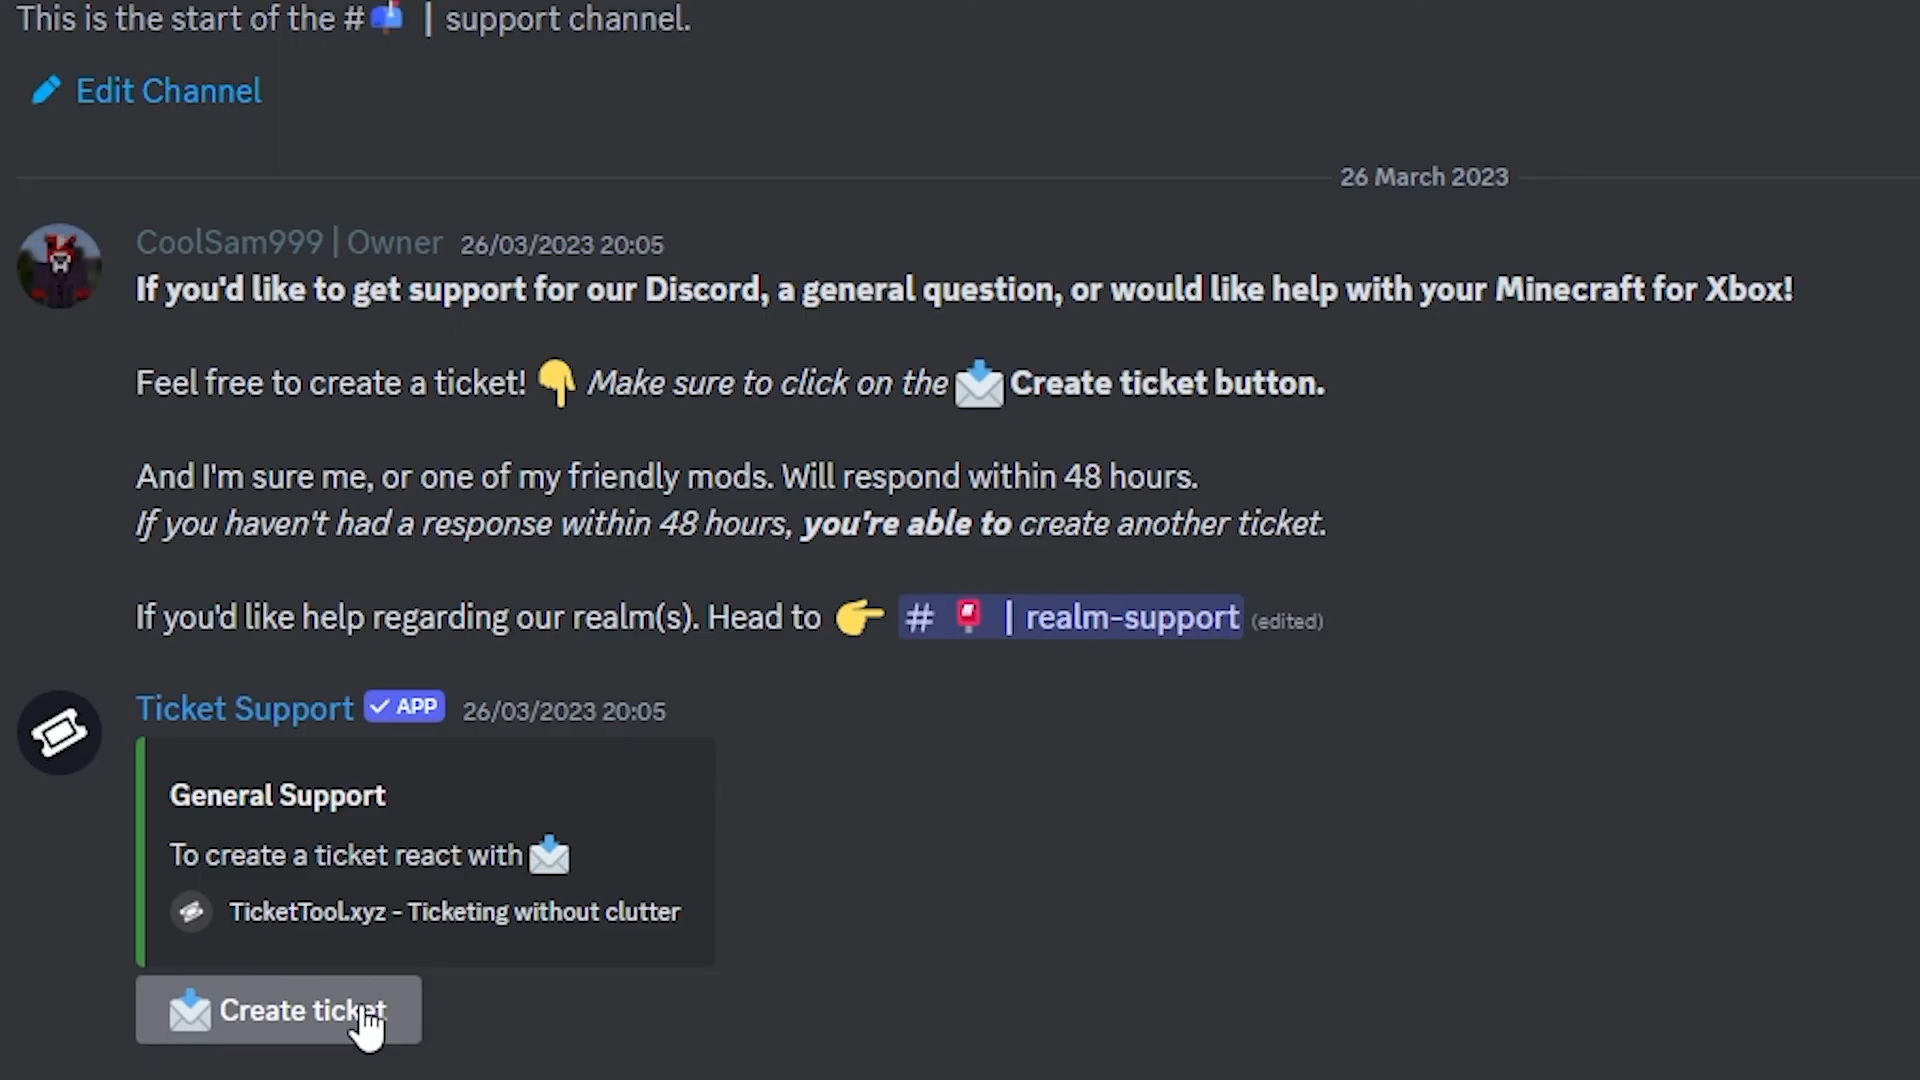 This is the start of the #📬 | support channel.
Edit Channel
26 March 2023
CoolSam999 | Owner 26/03/2023 20:05
If you'd like to get support for our Discord, a general question, or would like help with your Minecraft for Xbox!
Feel free to create a ticket! 👇 Make sure to click on the 📩 Create ticket button.
And I'm sure me, or one of my friendly mods. Will respond within 48 hours.
If you haven't had a response within 48 hours, you're able to create another ticket.
If you'd like help regarding our realm(s). Head to 👉 # 📮 | realm-support (edited)
Ticket Support ✓ APP 26/03/2023 20:05
General Support
To create a ticket react with 📩
TicketTool.xyz - Ticketing without clutter
📩 Create ticket